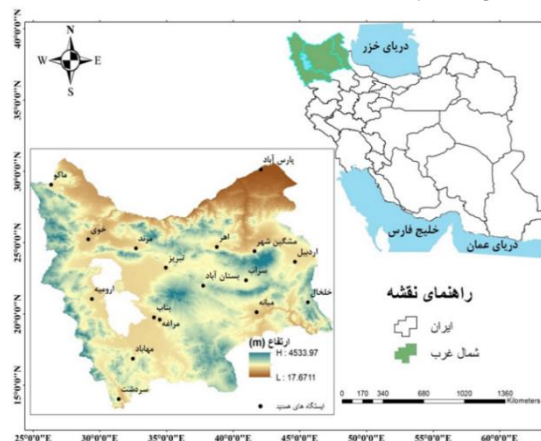 N
W
E
S
40°0'0"N
35°0'0"N
30°0'0"N
25°0'0"N
20°0'0"N
15°0'0"N
دریای خزر
خلیج فارس
دریای عمان
پارس آباد
ماکو
خوی
مرند
اهر
مشگین شهر
اردبیل
تبریز
بستان آباد
سراب
خلخال
ارومیه
بناب
مراغه
میانه
مهاباد
سردشت
ارتفاع (m)
H : 4533.97
L : 17.6711
ایستگاه های همدید
راهنمای نقشه
ایران
شمال غرب
0 170 340 680 1020 1360
Kilometers
25°0'0"E 30°0'0"E 35°0'0"E 40°0'0"E 45°0'0"E 50°0'0"E 55°0'0"E 60°0'0"E